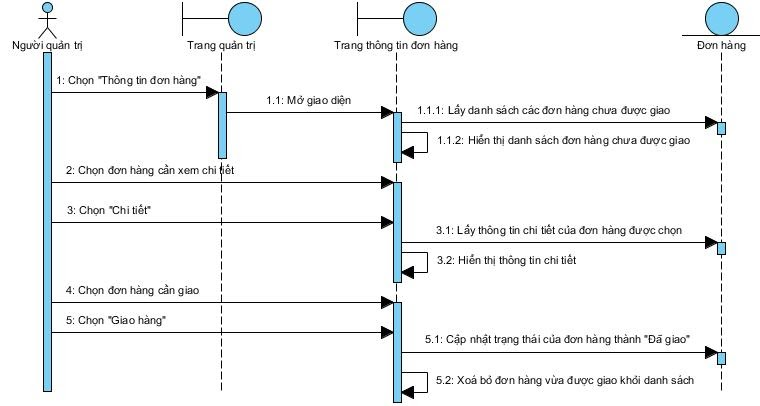 Người quản trị
Trang quản trị
Trang thông tin đơn hàng
Đơn hàng
1: Chọn "Thông tin đơn hàng"
1.1: Mở giao diện
1.1.1: Lấy danh sách các đơn hàng chưa được giao
1.1.2: Hiển thị danh sách đơn hàng chưa được giao
2: Chọn đơn hàng cần xem chi tiết
3: Chọn "Chi tiết"
3.1: Lấy thông tin chi tiết của đơn hàng được chọn
3.2: Hiển thị thông tin chi tiết
4: Chọn đơn hàng cần giao
5: Chọn "Giao hàng"
5.1: Cập nhật trạng thái của đơn hàng thành "Đã giao"
5.2: Xoá bỏ đơn hàng vừa được giao khỏi danh sách